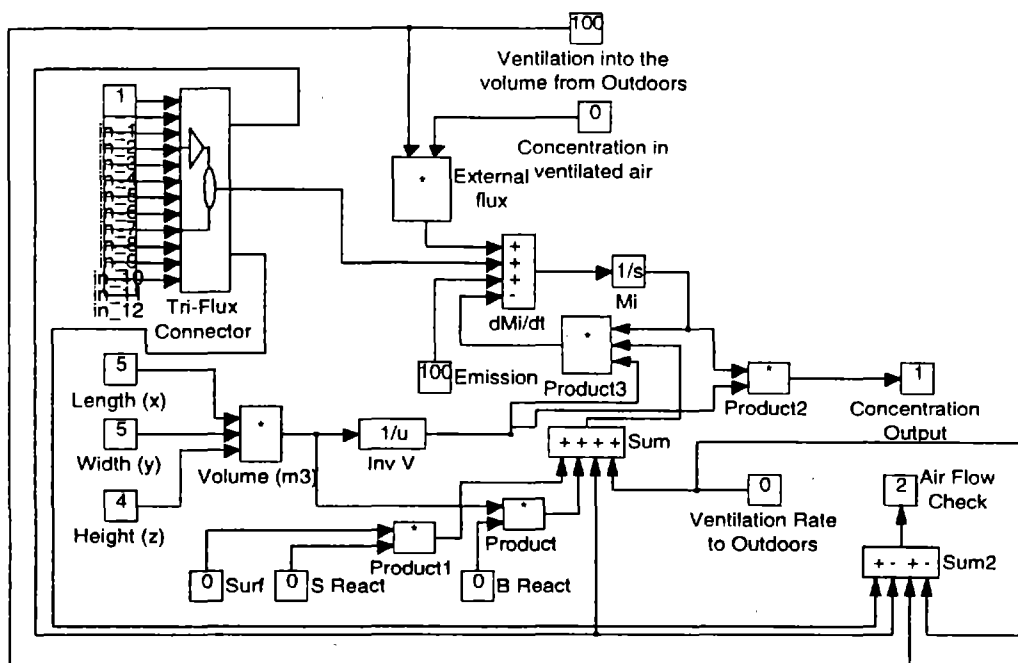 100
Ventilation into the
volume from Outdoors
1
0
Concentration in
ventilated air
*
External
flux
in_1
in_2
in_3
in_4
in_5
in_6
in_7
in_8
in_9
in_10
in_11
in_12
Tri-Flux
Connector
+
+
+
-
dMi/dt
1/s
Mi
*
Product3
100
Emission
5
Length (x)
5
Width (y)
4
Height (z)
*
Volume (m3)
1/u
Inv V
*
Product2
1
Concentration
Output
+ + + +
Sum
0
Ventilation Rate
to Outdoors
2
Air Flow
Check
*
Product
*
Product1
0
Surf
0
S React
0
B React
+ - + -
Sum2